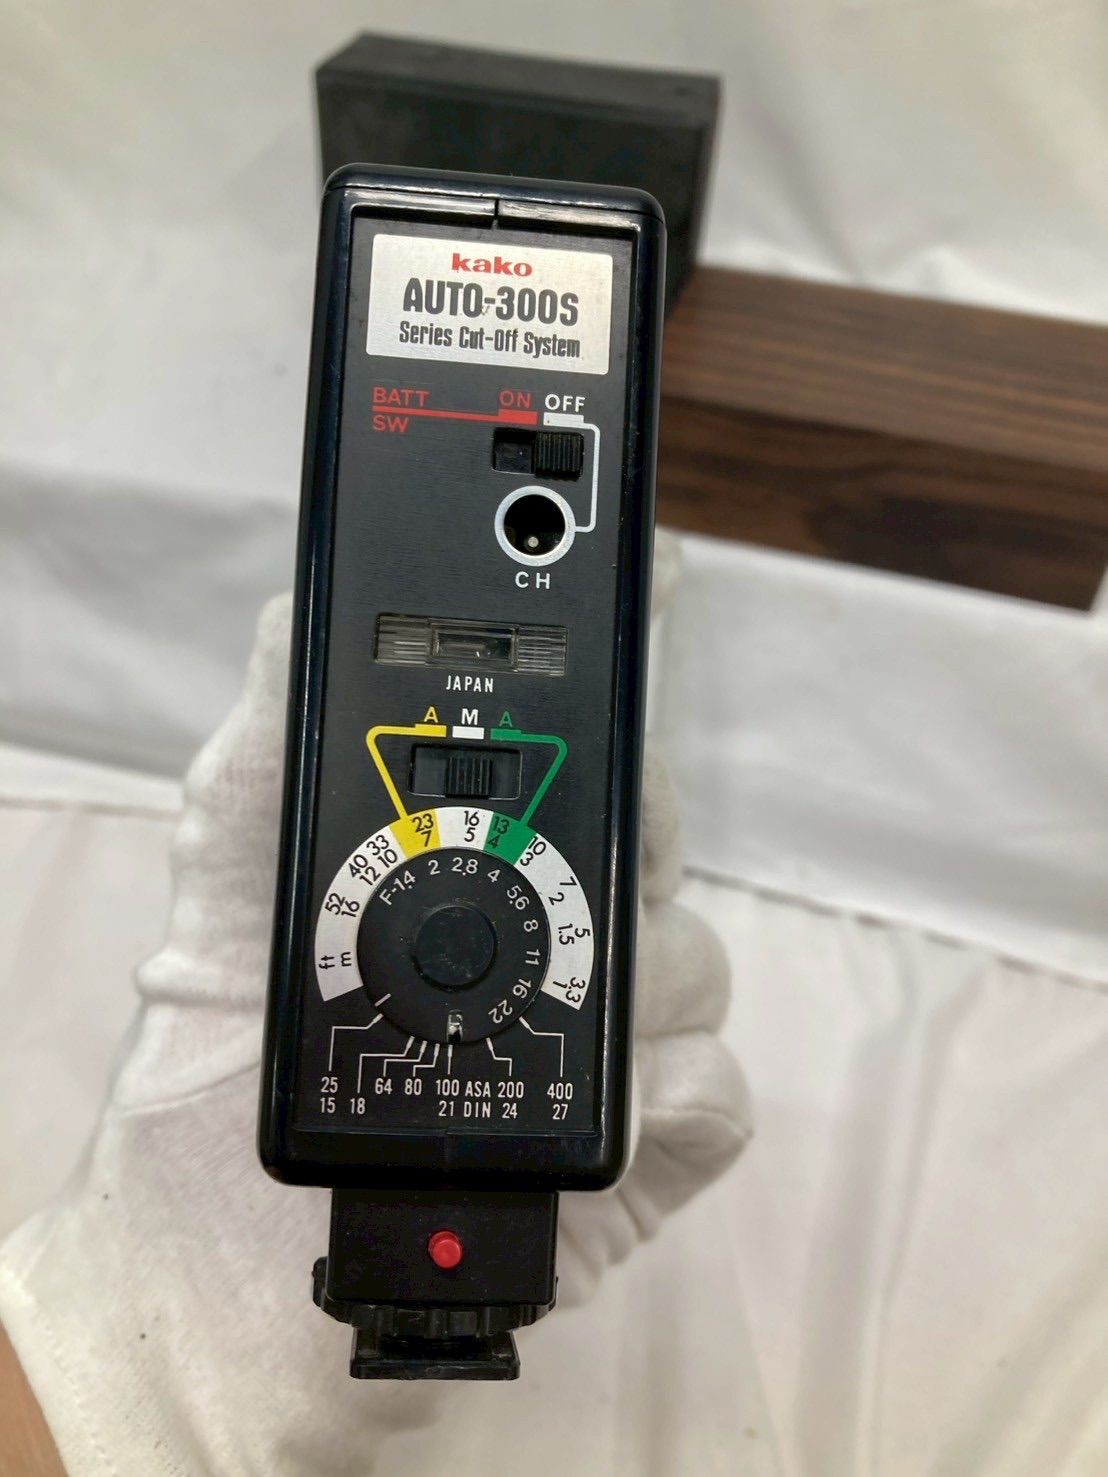 kako
AUTO-300S
Series Cut-Off System
BATT ON OFF
SW
CH
JAPAN
A M A
ft 52 40 33 23 16 13 10 7 5 3.3
m 16 12 10 7 5 4 3 2 1.5 1
F-1.4 2 2.8 4 5.6 8 11 16 22
25 64 80 100 ASA 200 400
15 18 21 DIN 24 27